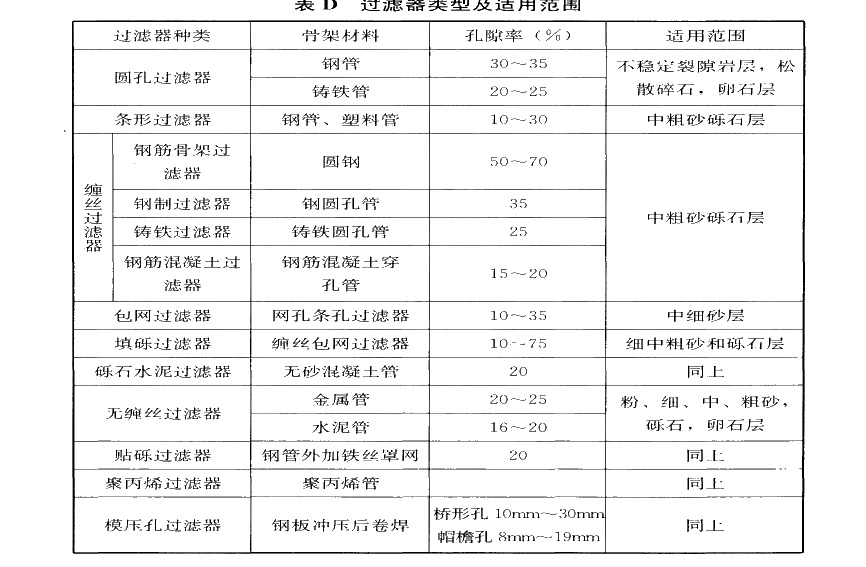 表 D 过滤器类型及适用范围
过滤器种类 骨架材料 孔隙率（%） 适用范围
圆孔过滤器 钢管 30～35 不稳定裂隙岩层，松
散碎石，卵石层
铸铁管 20～25
条形过滤器 钢管、塑料管 10～30 中粗砂砾石层
缠丝过滤器
钢筋骨架过
滤器
圆钢 50～70 中粗砂砾石层
钢制过滤器 钢圆孔管 35
铸铁过滤器 铸铁圆孔管 25
钢筋混凝土过
滤器
钢筋混凝土穿
孔管
15～20
包网过滤器 网孔条孔过滤器 10～35 中细砂层
填砾过滤器 缠丝包网过滤器 10～75 细中粗砂和砾石层
砾石水泥过滤器 无砂混凝土管 20 同上
无缠丝过滤器 金属管 20～25 粉、细、中、粗砂，
砾石，卵石层
水泥管 16～20
贴砾过滤器 钢管外加铁丝罩网 20 同上
聚丙烯过滤器 聚丙烯管 同上
模压孔过滤器 钢板冲压后卷焊 桥形孔 10mm～30mm
帽檐孔 8mm～19mm
同上